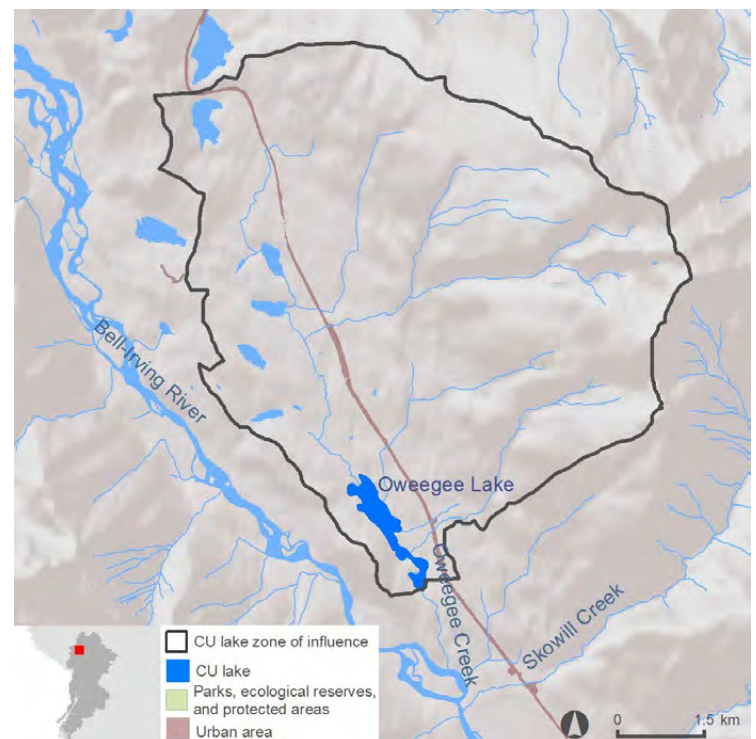 Bell-Irving River
Oweegee Lake
Oweegee Creek
Skowill Creek
CU lake zone of influence
CU lake
Parks, ecological reserves,
and protected areas
Urban area
0 1.5 km